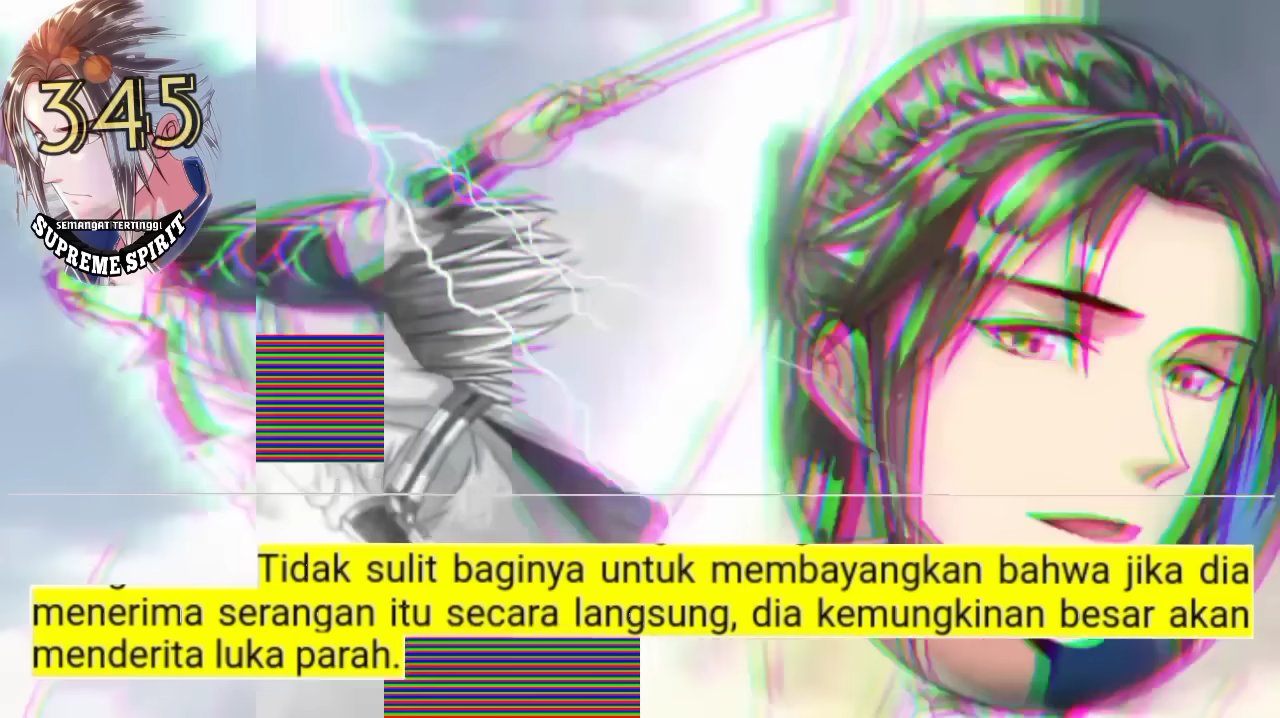 345
SEMANGAT TERTINGGI
SUPREME SPIRIT
Tidak sulit baginya untuk membayangkan bahwa jika dia
menerima serangan itu secara langsung, dia kemungkinan besar akan
menderita luka parah.